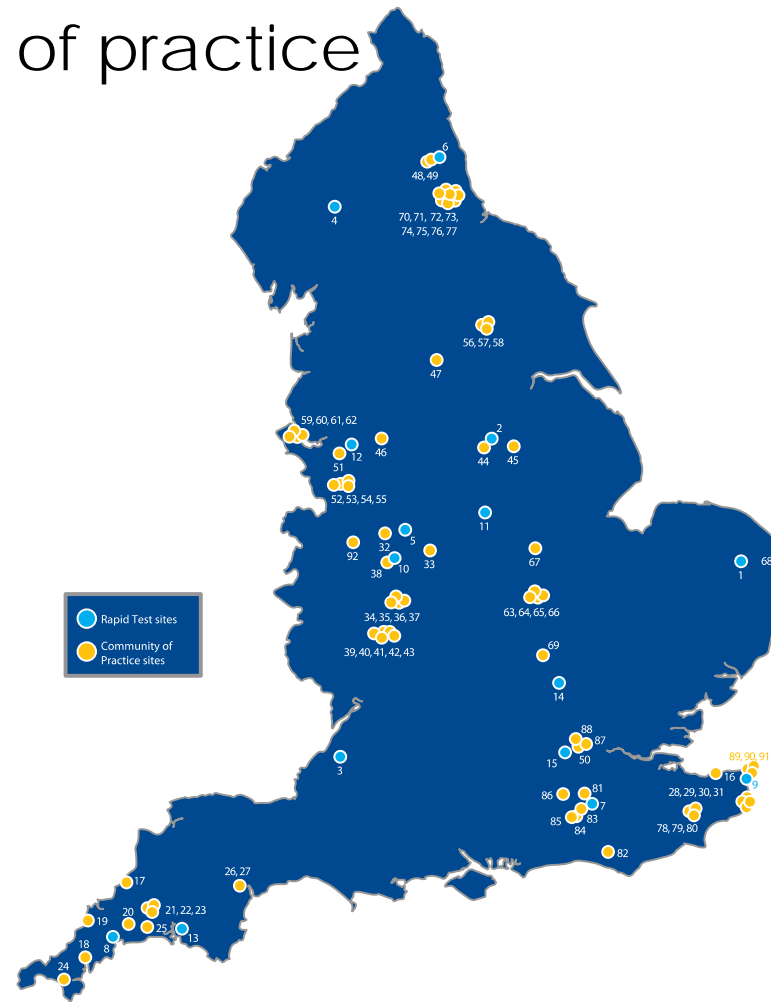 of practice
6
48, 49
4
70, 71, 72, 73,
74, 75, 76, 77
56, 57, 58
47
59, 60, 61, 62
2
12
46
51
44
45
52, 53, 54, 55
11
5
32
92
33
10
38
67
1
68
34, 35, 36, 37
63, 64, 65, 66
Rapid Test sites
Community of
Practice sites
39, 40, 41, 42, 43
69
14
88
87
50
15
3
89, 90, 91
16
9
28, 29, 30, 31
86
81
7
83
85
84
78, 79, 80
82
26, 27
17
21, 22, 23
20
19
25
13
8
18
24